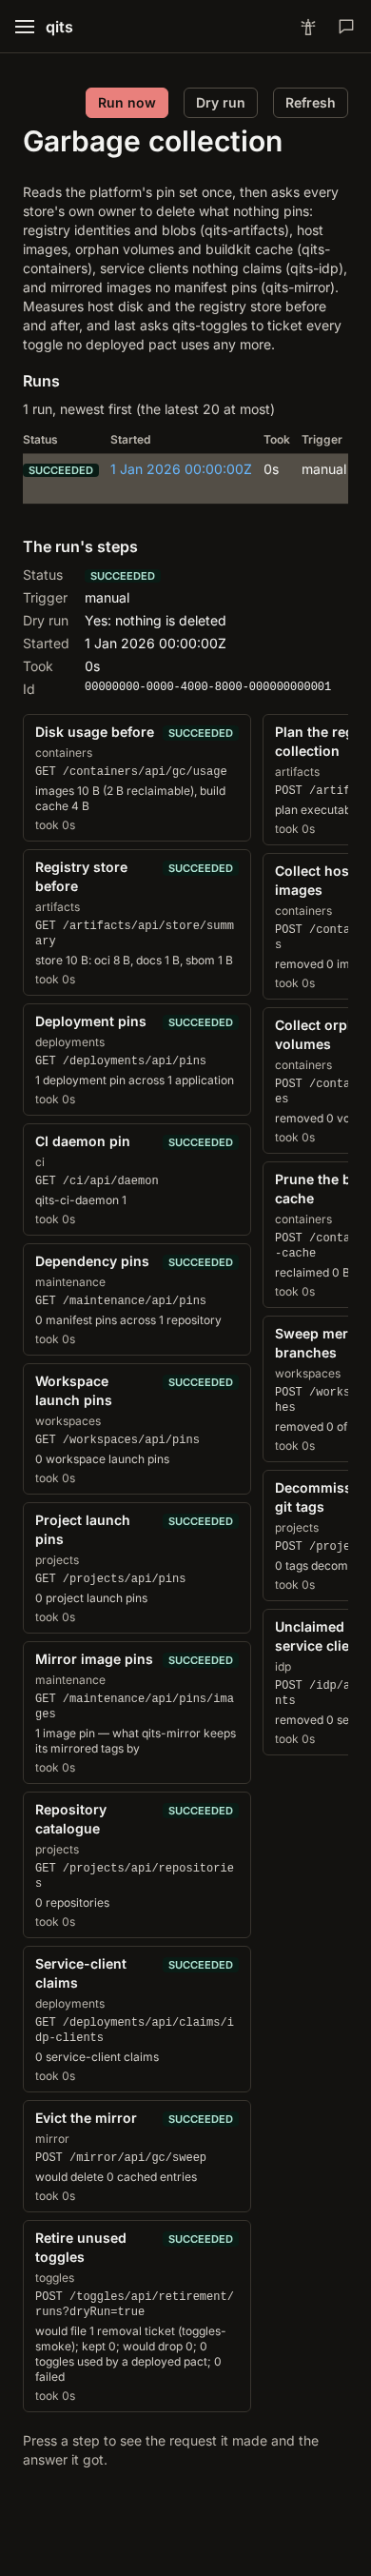 qits
Run now
Dry run
Refresh
Garbage collection
Reads the platform's pin set once, then asks every
store's own owner to delete what nothing pins:
registry identities and blobs (qits-artifacts), host
images, orphan volumes and buildkit cache (qits-
containers), service clients nothing claims (qits-idp),
and mirrored images no manifest pins (qits-mirror).
Measures host disk and the registry store before
and after, and last asks qits-toggles to ticket every
toggle no deployed pact uses any more.
Runs
1 run, newest first (the latest 20 at most)
Status Started Took Trigger
SUCCEEDED 1 Jan 2026 00:00:00Z 0s manual
The run's steps
Status SUCCEEDED
Trigger manual
Dry run Yes: nothing is deleted
Started 1 Jan 2026 00:00:00Z
Took 0s
Id 00000000-0000-4000-8000-000000000001
Disk usage before SUCCEEDED
containers
GET /containers/api/gc/usage
images 10 B (2 B reclaimable), build
cache 4 B
took 0s
Registry store SUCCEEDED
before
artifacts
GET /artifacts/api/store/summ
ary
store 10 B: oci 8 B, docs 1 B, sbom 1 B
took 0s
Deployment pins SUCCEEDED
deployments
GET /deployments/api/pins
1 deployment pin across 1 application
took 0s
CI daemon pin SUCCEEDED
ci
GET /ci/api/daemon
qits-ci-daemon 1
took 0s
Dependency pins SUCCEEDED
maintenance
GET /maintenance/api/pins
0 manifest pins across 1 repository
took 0s
Workspace SUCCEEDED
launch pins
workspaces
GET /workspaces/api/pins
0 workspace launch pins
took 0s
Project launch SUCCEEDED
pins
projects
GET /projects/api/pins
0 project launch pins
took 0s
Mirror image pins SUCCEEDED
maintenance
GET /maintenance/api/pins/ima
ges
1 image pin — what qits-mirror keeps
its mirrored tags by
took 0s
Repository SUCCEEDED
catalogue
projects
GET /projects/api/repositorie
s
0 repositories
took 0s
Service-client SUCCEEDED
claims
deployments
GET /deployments/api/claims/i
dp-clients
0 service-client claims
took 0s
Evict the mirror SUCCEEDED
mirror
POST /mirror/api/gc/sweep
would delete 0 cached entries
took 0s
Retire unused SUCCEEDED
toggles
toggles
POST /toggles/api/retirement/
runs?dryRun=true
would file 1 removal ticket (toggles-
smoke); kept 0; would drop 0; 0
toggles used by a deployed pact; 0
failed
took 0s
Plan the reg
collection
artifacts
POST /artif
plan executab
took 0s
Collect hos
images
containers
POST /conta
s
removed 0 im
took 0s
Collect orp
volumes
containers
POST /conta
es
removed 0 vo
took 0s
Prune the b
cache
containers
POST /conta
-cache
reclaimed 0 B
took 0s
Sweep mer
branches
workspaces
POST /works
hes
removed 0 of
took 0s
Decommiss
git tags
projects
POST /proje
0 tags decom
took 0s
Unclaimed
service clie
idp
POST /idp/a
nts
removed 0 se
took 0s
Press a step to see the request it made and the
answer it got.